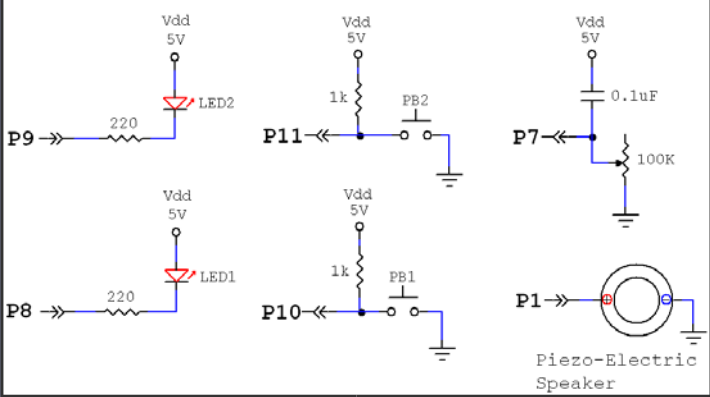 Vdd
5V
LED2
220
P9
Vdd
5V
1k
PB2
P11
Vdd
5V
0.1uF
P7
100K
Vdd
5V
LED1
220
P8
Vdd
5V
1k
PB1
P10
P1
Piezo-Electric
Speaker